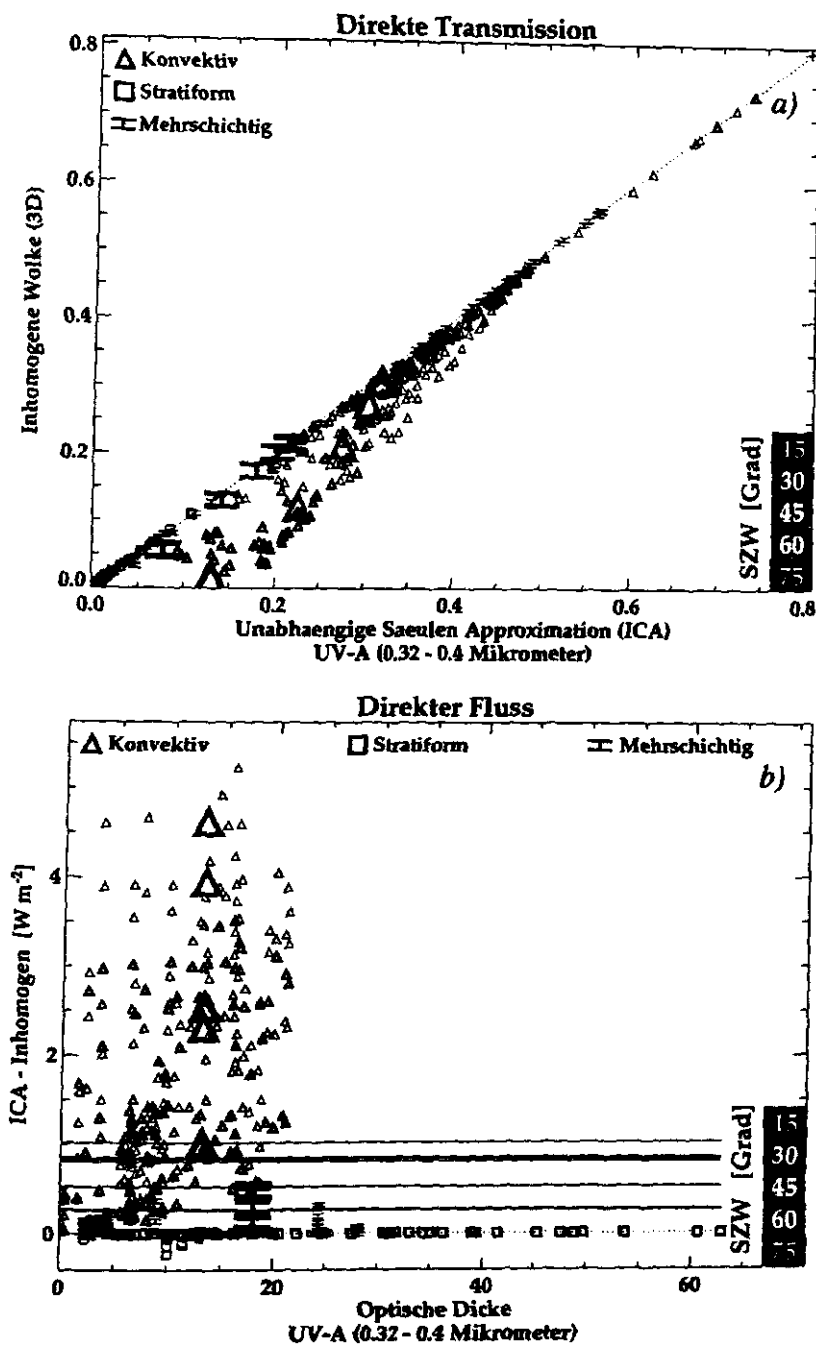 Direkte Transmission
0.8
Konvektiv
Stratiform
Mehrschichtig
a)
0.6
Inhomogene Wolke (3D)
0.4
0.2
0.0
SZW [Grad]
15
30
45
60
75
0.0 0.2 0.4 0.6 0.8
Unabhaengige Saeulen Approximation (ICA)
UV-A (0.32 - 0.4 Mikrometer)
Direkter Fluss
Konvektiv Stratiform Mehrschichtig
b)
4
ICA - Inhomogen [W m-2]
2
0
SZW [Grad]
15
30
45
60
75
0 20 40 60
Optische Dicke
UV-A (0.32 - 0.4 Mikrometer)